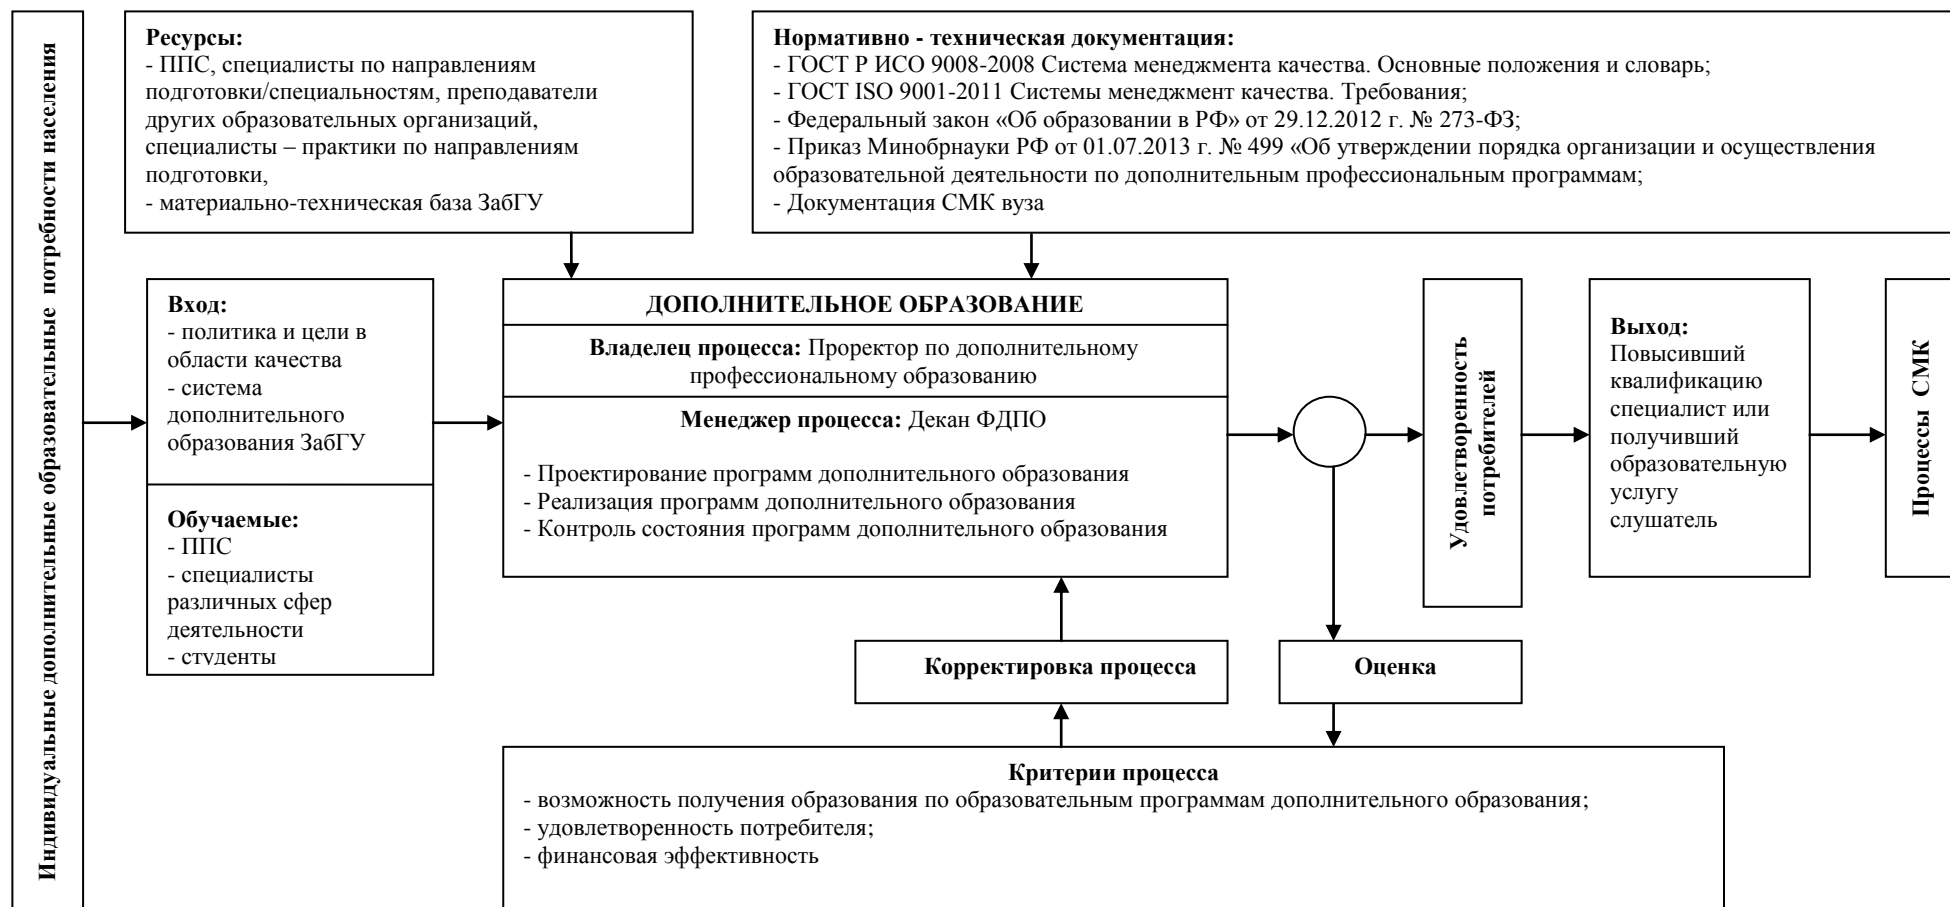 Индивидуальные дополнительные образовательные потребности населения
Ресурсы:
- ППС, специалисты по направлениям
подготовки/специальностям, преподаватели
других образовательных организаций,
специалисты – практики по направлениям
подготовки,
- материально-техническая база ЗабГУ
Нормативно - техническая документация:
- ГОСТ Р ИСО 9008-2008 Система менеджмента качества. Основные положения и словарь;
- ГОСТ ISO 9001-2011 Системы менеджмент качества. Требования;
- Федеральный закон «Об образовании в РФ» от 29.12.2012 г. № 273-ФЗ;
- Приказ Минобрнауки РФ от 01.07.2013 г. № 499 «Об утверждении порядка организации и осуществления
образовательной деятельности по дополнительным профессиональным программам;
- Документация СМК вуза
Вход:
- политика и цели в
области качества
- система
дополнительного
образования ЗабГУ
Обучаемые:
- ППС
- специалисты
различных сфер
деятельности
- студенты
ДОПОЛНИТЕЛЬНОЕ ОБРАЗОВАНИЕ
Владелец процесса: Проректор по дополнительному
профессиональному образованию
Менеджер процесса: Декан ФДПО
- Проектирование программ дополнительного образования
- Реализация программ дополнительного образования
- Контроль состояния программ дополнительного образования
Удовлетворенность
потребителей
Выход:
Повысивший
квалификацию
специалист или
получивший
образовательную
услугу
слушатель
Процессы СМК
Корректировка процесса
Оценка
Критерии процесса
- возможность получения образования по образовательным программам дополнительного образования;
- удовлетворенность потребителя;
- финансовая эффективность